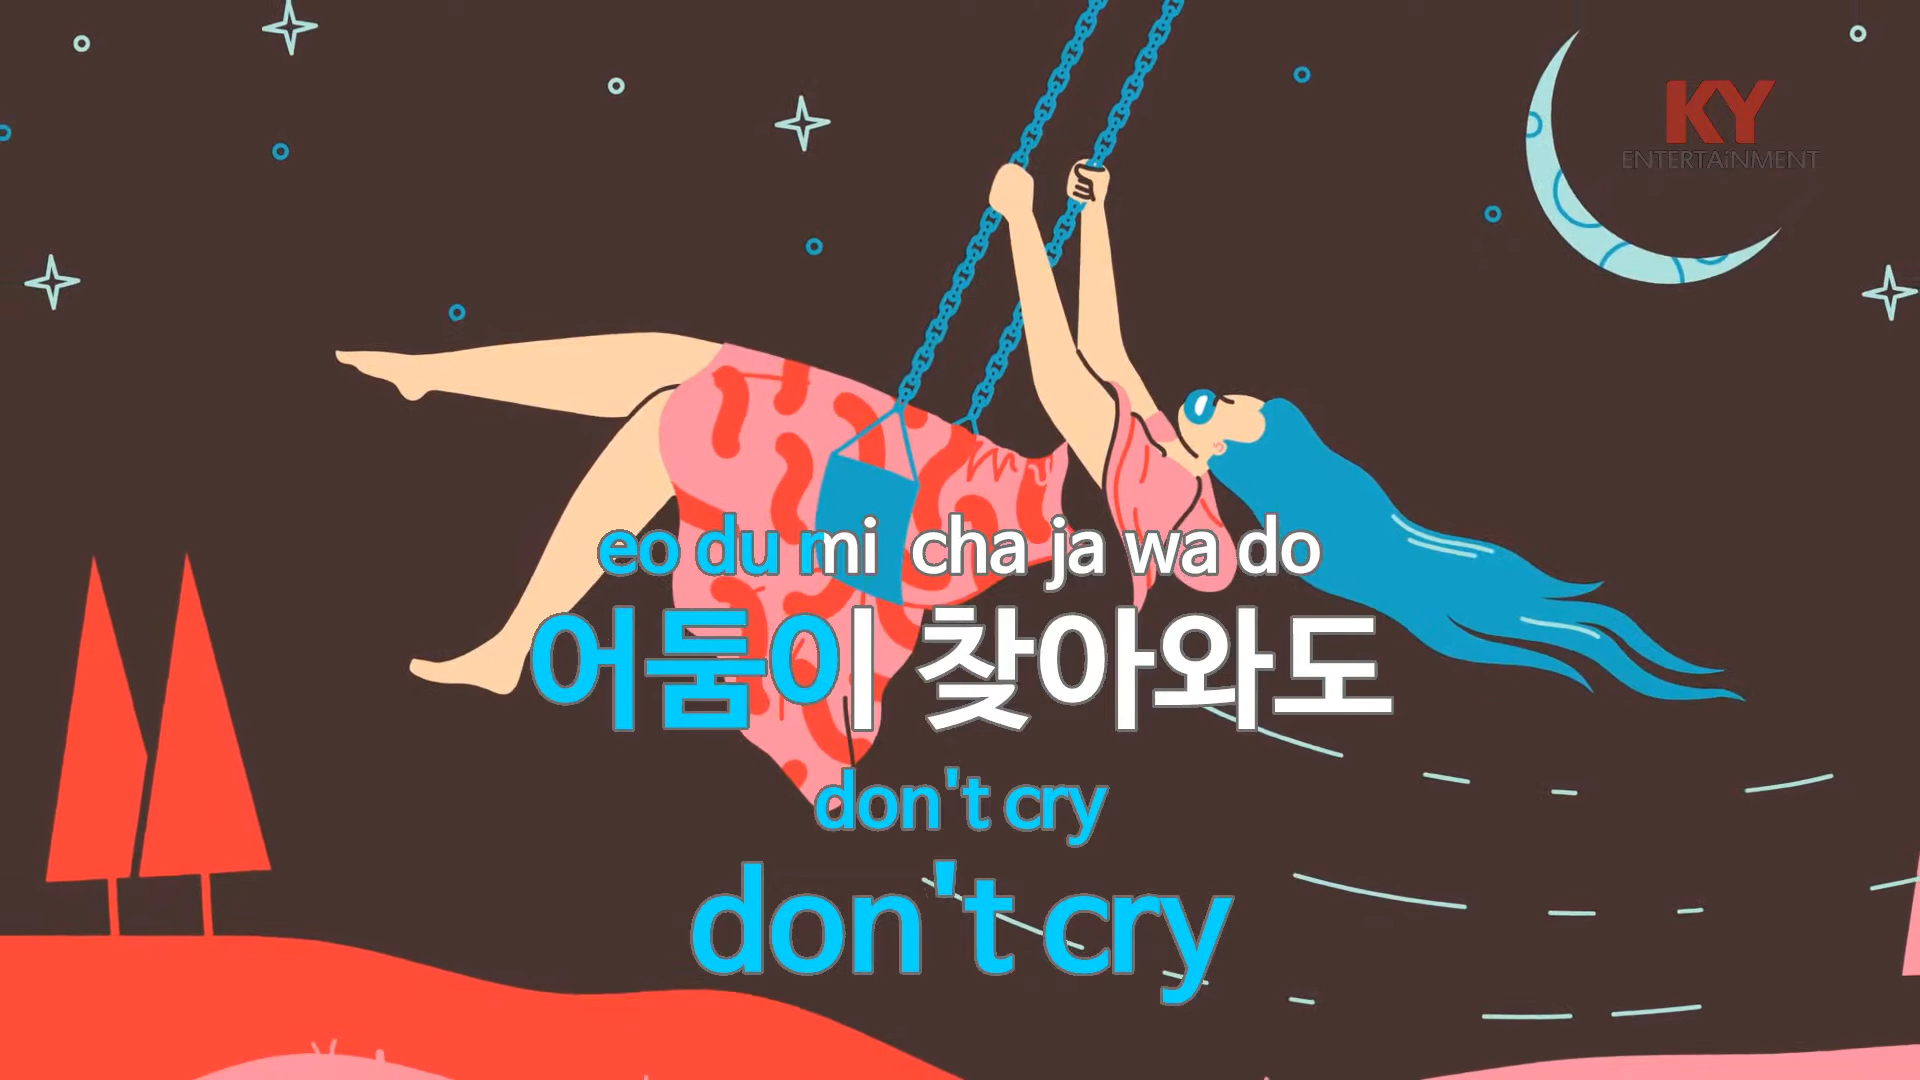 KY
ENTERTAiNMENT
eo du mi cha ja wa do
어둠이 찾아와도
don't cry
don't cry